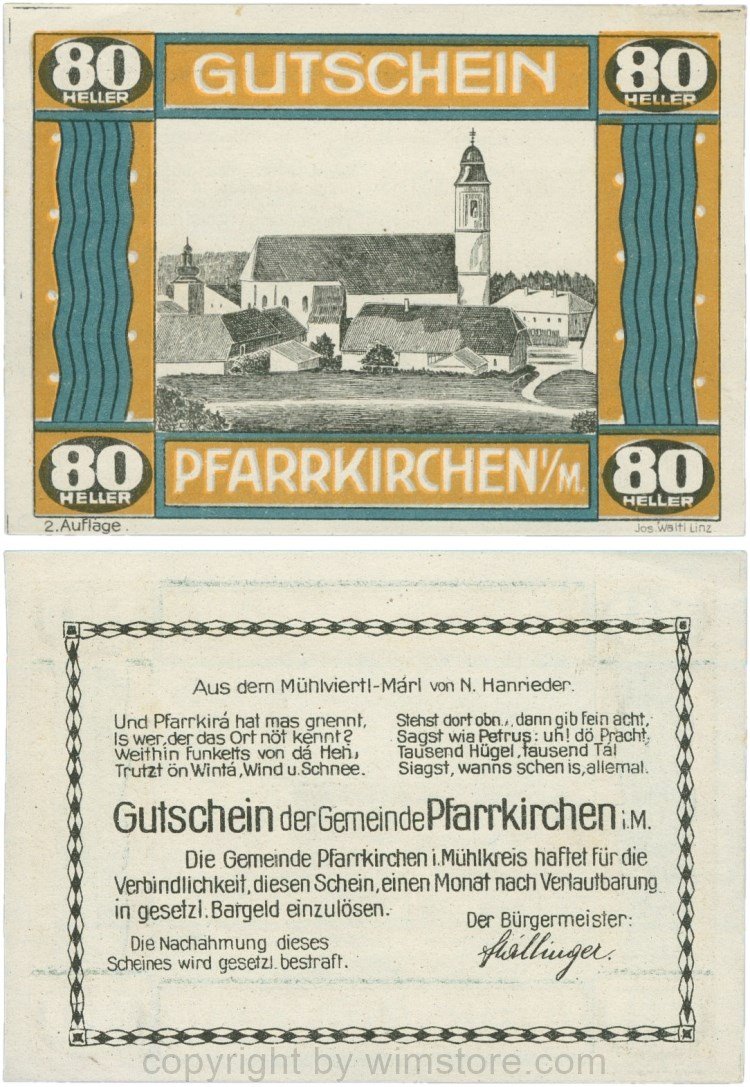 80 HELLER
GUTSCHEIN
80 HELLER
80 HELLER
PFARRKIRCHEN i/M.
80 HELLER
2. Auflage.
Jos. Wältl Linz
Aus dem Mühlviertl-Márl von N. Hanrieder.
Und Pfarrkirá hat mas gnennt,
Is wer, der das Ort nöt kennt?
Weithin funkelts von dá Heh,
Trutzt ön Wintá, Wind u. Schnee.
Stehst dort obn., dann gib fein acht,
Sagst wia Petrus: uh! dö Pracht,
Tausend Hügel, tausend Tál
Siagst, wanns schen is, allemal.
Gutschein der Gemeinde Pfarrkirchen i. M.
Die Gemeinde Pfarrkirchen i. Mühlkreis haftet für die
Verbindlichkeit, diesen Schein, einen Monat nach Verlautbarung
in gesetzl. Bargeld einzulösen.
Der Bürgermeister:
Die Nachahmung dieses
Scheines wird gesetzl. bestraft.
copyright by wimstore.com